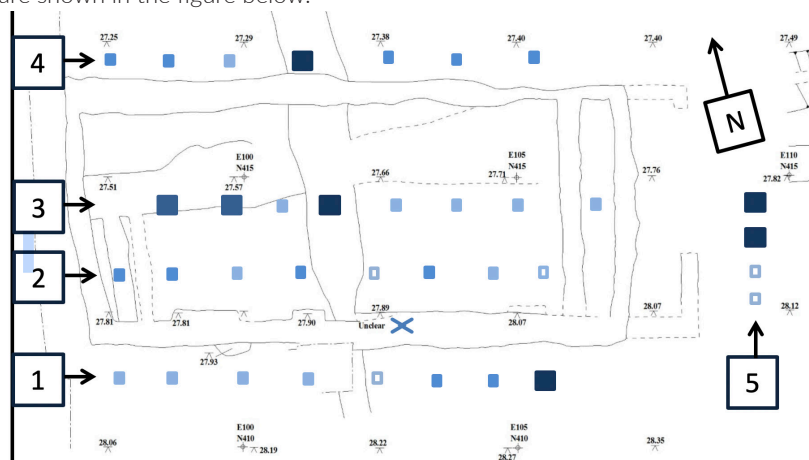 are shown in the figure below:
27.25 27.29 27.38 27.40 27.40 27.49
4
N
E100 E105 E110
N415 N415 N415
27.51 27.57 27.66 27.71 27.76 27.82
3
2
27.81 27.81 27.90 27.89 28.07 28.07 28.12
Unclear
27.93
1
5
E100 E105
N410 N410
28.06 28.19 28.22 28.27 28.35